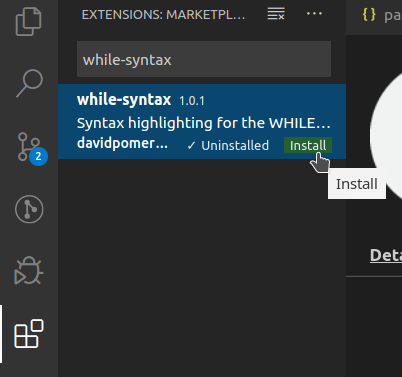 EXTENSIONS: MARKETPL...
while-syntax
while-syntax 1.0.1
Syntax highlighting for the WHILE...
davidpomer... ✓ Uninstalled Install
Install
2
{ } pa
Deta